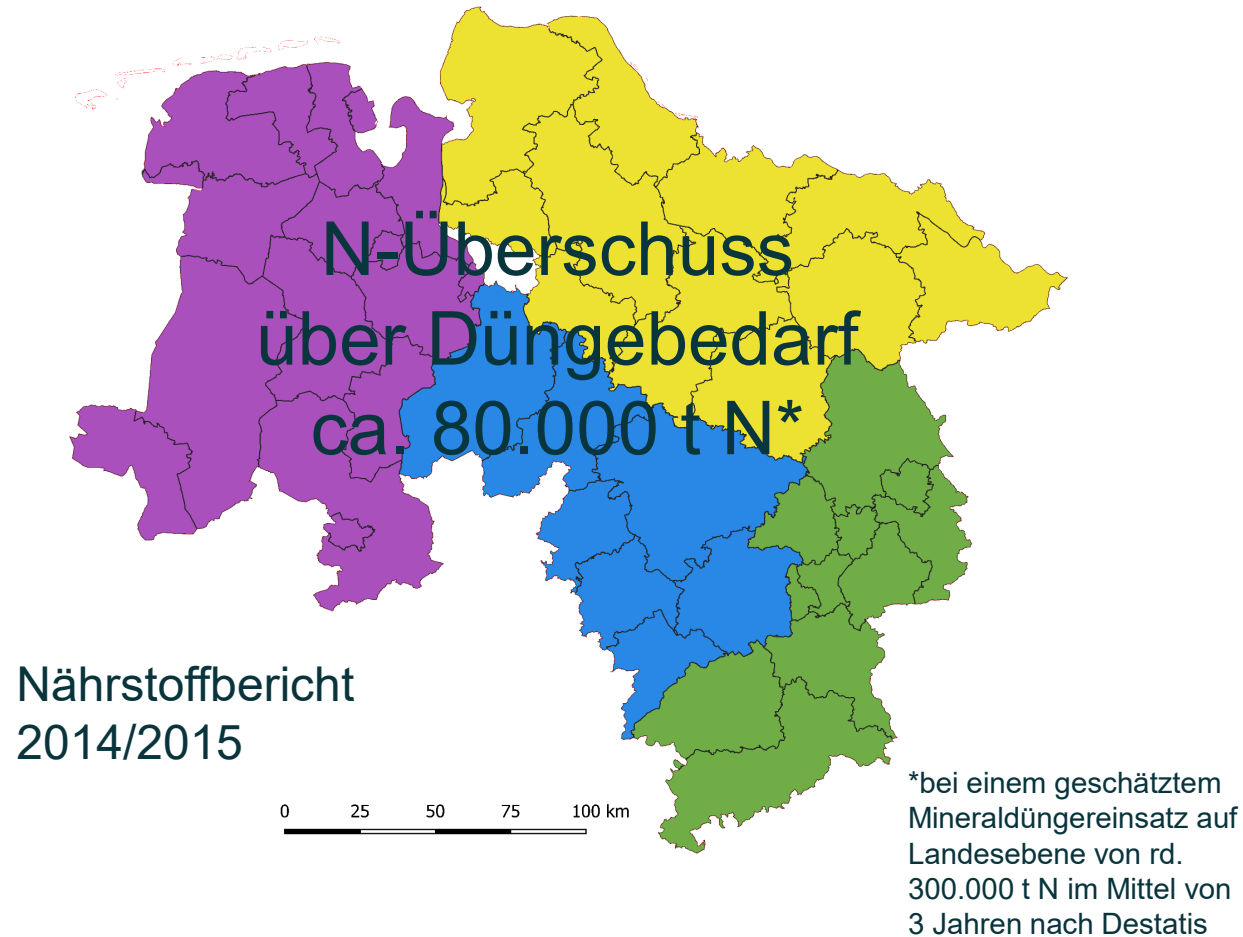 N-Überschuss
über Düngebedarf
ca. 80.000 t N*
Nährstoffbericht
2014/2015
0 25 50 75 100 km
*bei einem geschätztem
Mineraldüngereinsatz auf
Landesebene von rd.
300.000 t N im Mittel von
3 Jahren nach Destatis